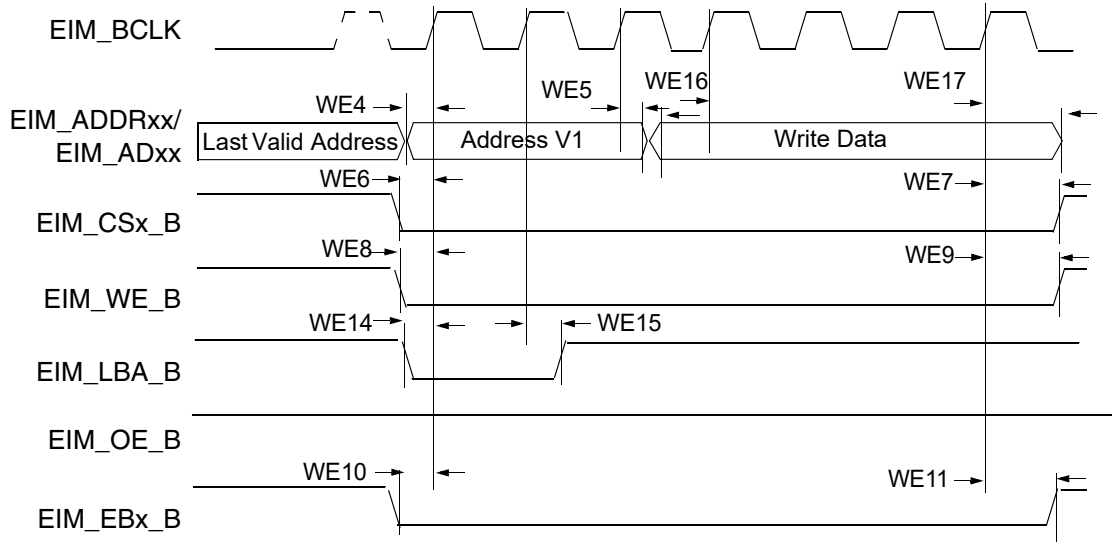 EIM_BCLK
WE4
WE5
WE16
WE17
EIM_ADDRxx/
EIM_ADxx
Last Valid Address
Address V1
Write Data
WE6
WE7
EIM_CSx_B
WE8
WE9
EIM_WE_B
WE14
WE15
EIM_LBA_B
EIM_OE_B
WE10
WE11
EIM_EBx_B